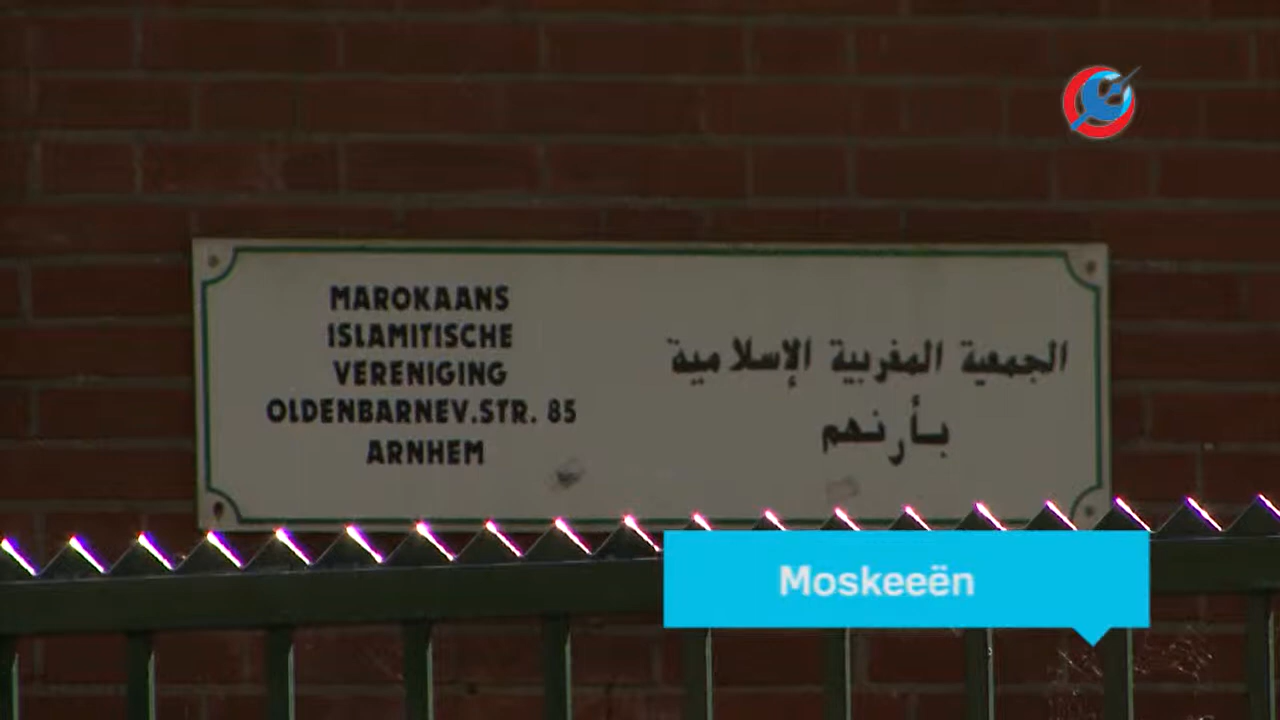 MAROKAANS
ISLAMITISCHE
VERENIGING
OLDENBARNEV.STR. 85
ARNHEM
الجمعية المغربية الإسلامية
بأرنهم
Moskeeën